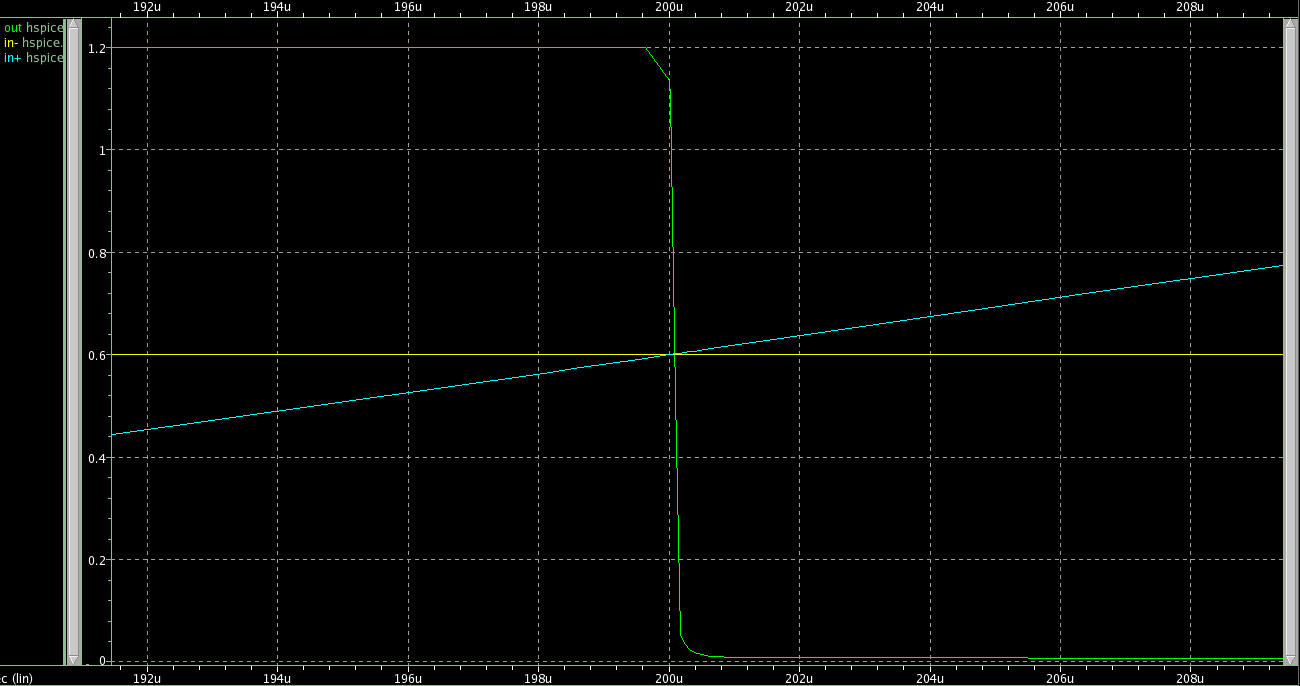 192u 194u 196u 198u 200u 202u 204u 206u 208u
out hspice
in- hspice.
in+ hspice
1.2
1
0.8
0.6
0.4
0.2
0
192u 194u 196u 198u 200u 202u 204u 206u 208u
ec (lin)